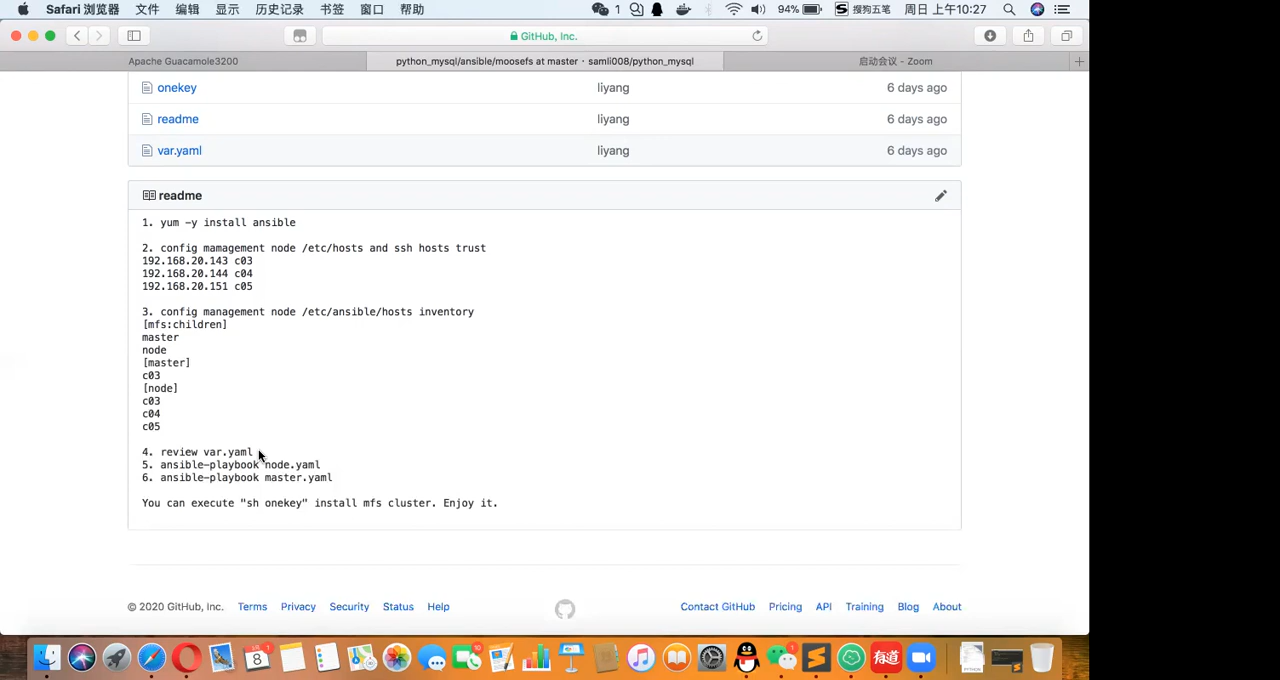 Safari 浏览器 文件 编辑 显示 历史记录 书签 窗口 帮助 1 94% S 搜狗五笔 周日 上午10:27
GitHub, Inc.
Apache Guacamole3200 python_mysql/ansible/moosefs at master · samli008/python_mysql 启动会议 - Zoom
onekey liyang 6 days ago
readme liyang 6 days ago
var.yaml liyang 6 days ago
readme
1. yum -y install ansible
2. config mamagement node /etc/hosts and ssh hosts trust
192.168.20.143 c03
192.168.20.144 c04
192.168.20.151 c05
3. config management node /etc/ansible/hosts inventory
[mfs:children]
master
node
[master]
c03
[node]
c03
c04
c05
4. review var.yaml
5. ansible-playbook node.yaml
6. ansible-playbook master.yaml
You can execute "sh onekey" install mfs cluster. Enjoy it.
© 2020 GitHub, Inc. Terms Privacy Security Status Help Contact GitHub Pricing API Training Blog About
8
有道